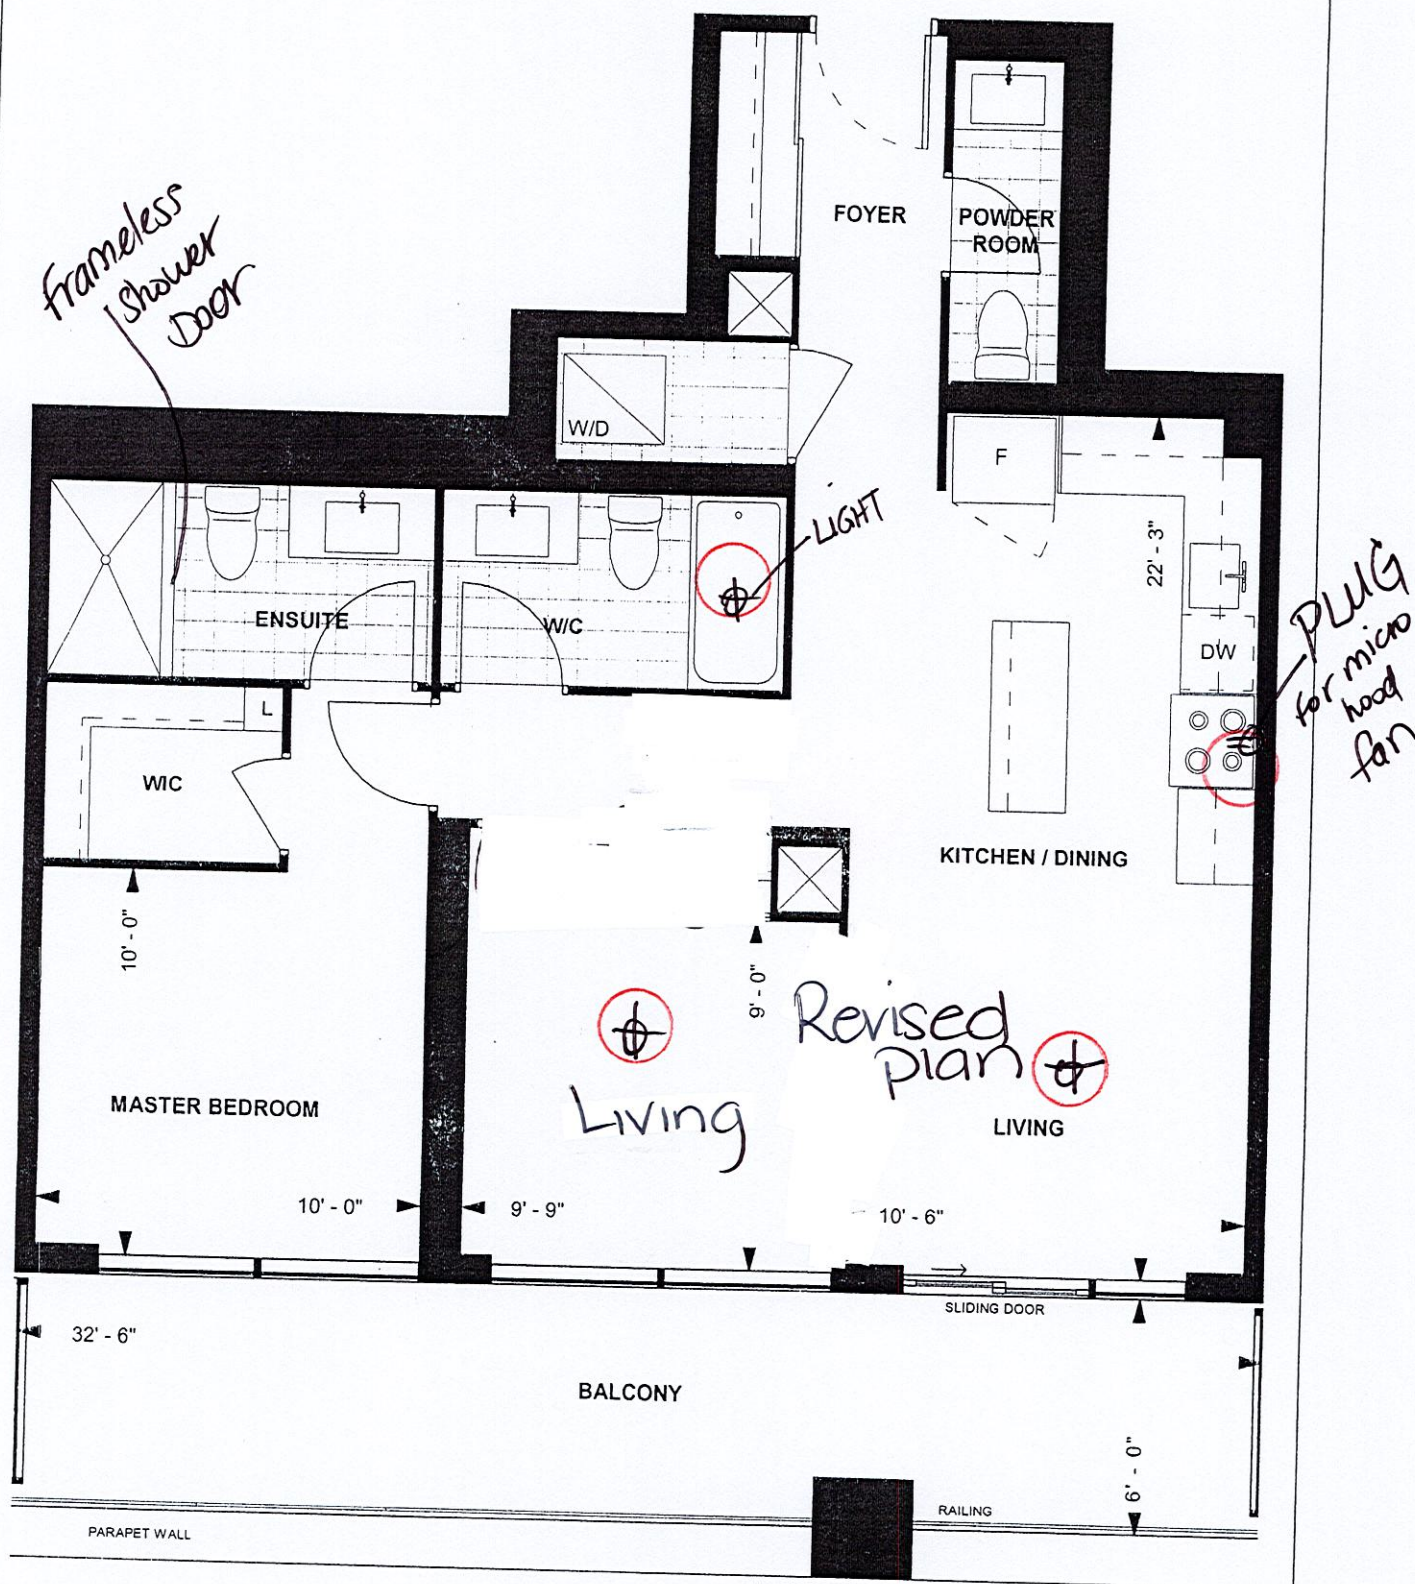 FOYER
POWDER
ROOM
Frameless
Shower
Door
W/D
F
LIGHT
22' - 3"
PLUG
for micro
hood
fan
ENSUITE
W/C
DW
L
WIC
KITCHEN / DINING
10' - 0"
9' - 0"
Revised
plan
Living
MASTER BEDROOM
LIVING
10' - 0"
9' - 9"
10' - 6"
SLIDING DOOR
32' - 6"
BALCONY
6' - 0"
RAILING
PARAPET WALL